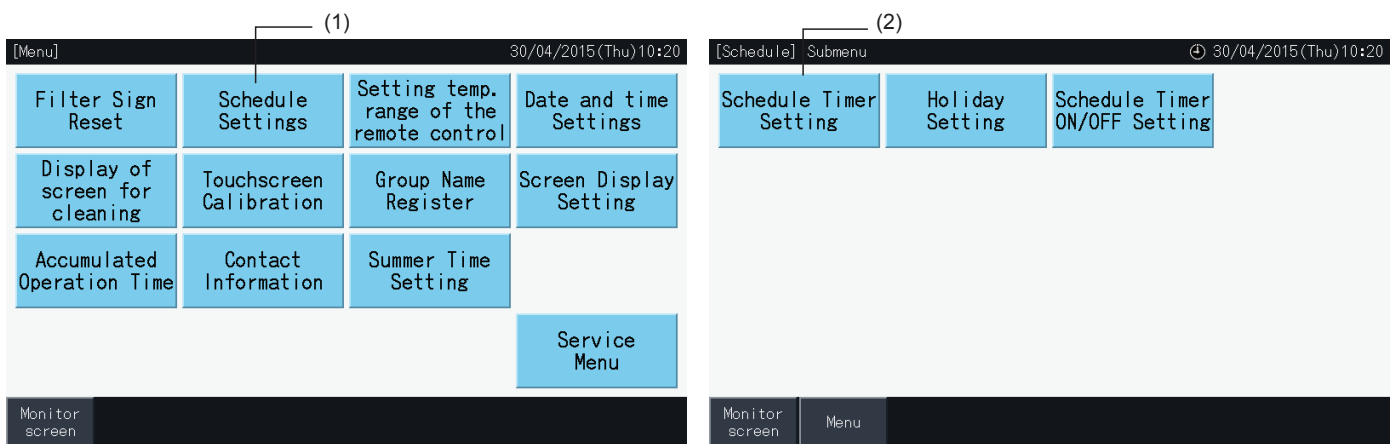 (1)
[Menu] 30/04/2015(Thu)10:20
Filter Sign
Reset
Schedule
Settings
Setting temp.
range of the
remote control
Date and time
Settings
Display of
screen for
cleaning
Touchscreen
Calibration
Group Name
Register
Screen Display
Setting
Accumulated
Operation Time
Contact
Information
Summer Time
Setting
Service
Menu
Monitor
screen
(2)
[Schedule] Submenu 30/04/2015(Thu)10:20
Schedule Timer
Setting
Holiday
Setting
Schedule Timer
ON/OFF Setting
Monitor
screen
Menu